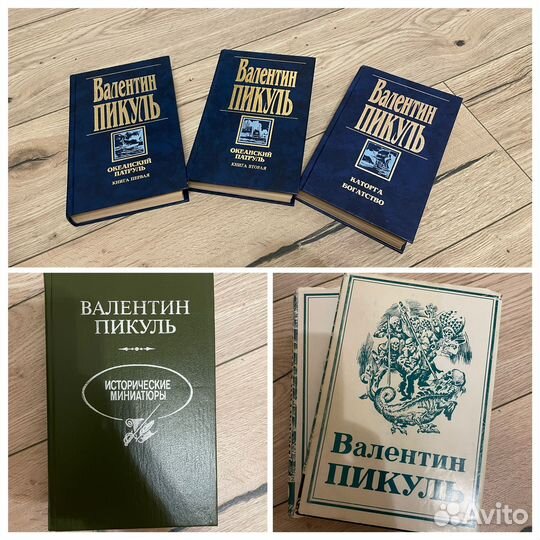 Валентин
ПИКУЛЬ
ОКЕАНСКИЙ
ПАТРУЛЬ
КНИГА ПЕРВАЯ
Валентин
ПИКУЛЬ
ОКЕАНСКИЙ
ПАТРУЛЬ
КНИГА ВТОРАЯ
Валентин
ПИКУЛЬ
КАТОРГА
БОГАТСТВО
ВАЛЕНТИН
ПИКУЛЬ
ИСТОРИЧЕСКИЕ
МИНИАТЮРЫ
Валентин
ПИКУЛЬ
Avito